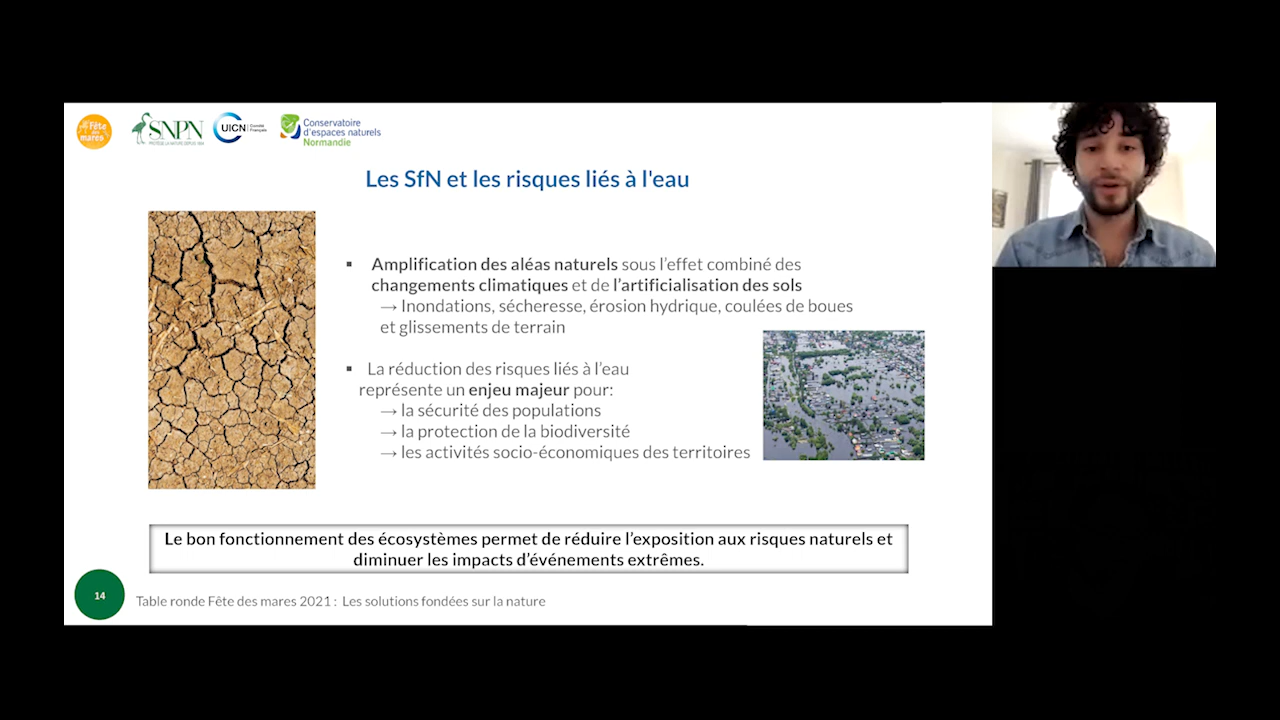 Fête
des
mares
SNPN
PROTÉGE LA NATURE DEPUIS 1854
UICN
Comité
Français
Conservatoire
d'espaces naturels
Normandie
Les SfN et les risques liés à l'eau
▪ Amplification des aléas naturels sous l’effet combiné des
changements climatiques et de l’artificialisation des sols
→ Inondations, sécheresse, érosion hydrique, coulées de boues
et glissements de terrain
▪ La réduction des risques liés à l’eau
représente un enjeu majeur pour:
→ la sécurité des populations
→ la protection de la biodiversité
→ les activités socio-économiques des territoires
Le bon fonctionnement des écosystèmes permet de réduire l’exposition aux risques naturels et
diminuer les impacts d’événements extrêmes.
14
Table ronde Fête des mares 2021 : Les solutions fondées sur la nature